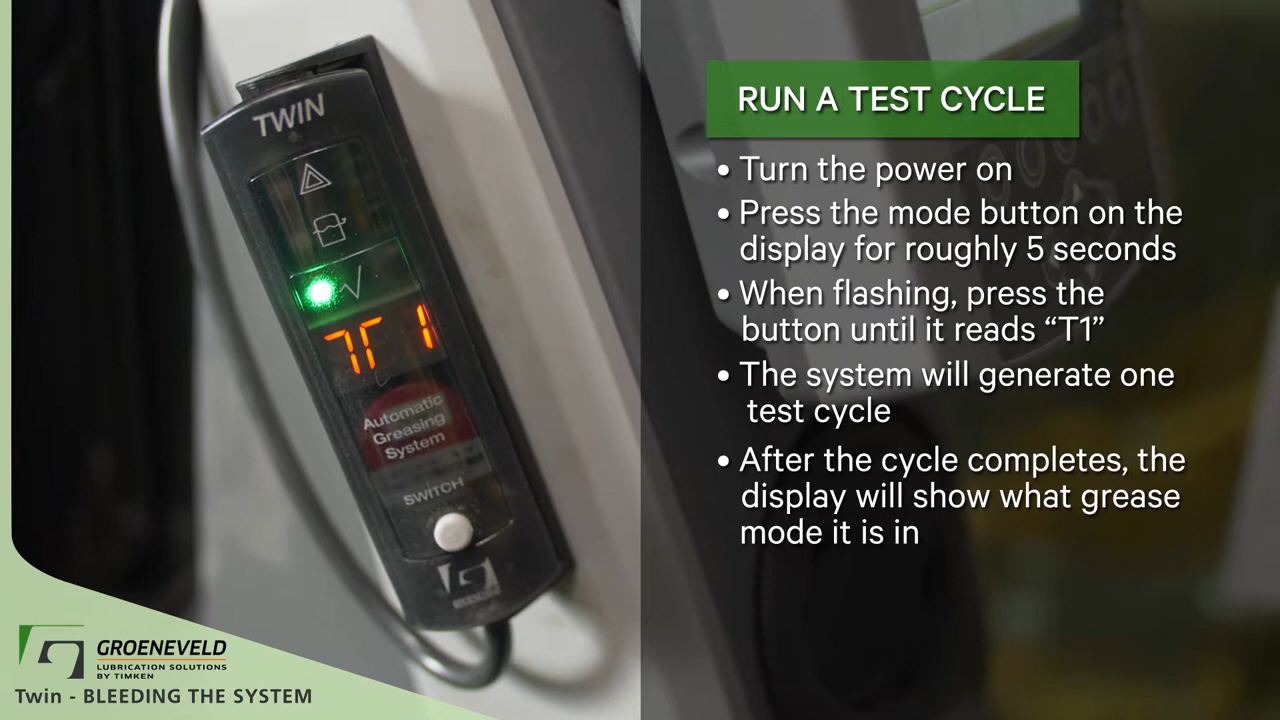 TWIN
Automatic
Greasing
System
SWITCH
RUN A TEST CYCLE
• Turn the power on
• Press the mode button on the
display for roughly 5 seconds
• When flashing, press the
button until it reads “T1”
• The system will generate one
test cycle
• After the cycle completes, the
display will show what grease
mode it is in
GROENEVELD
LUBRICATION SOLUTIONS
BY TIMKEN
Twin - BLEEDING THE SYSTEM